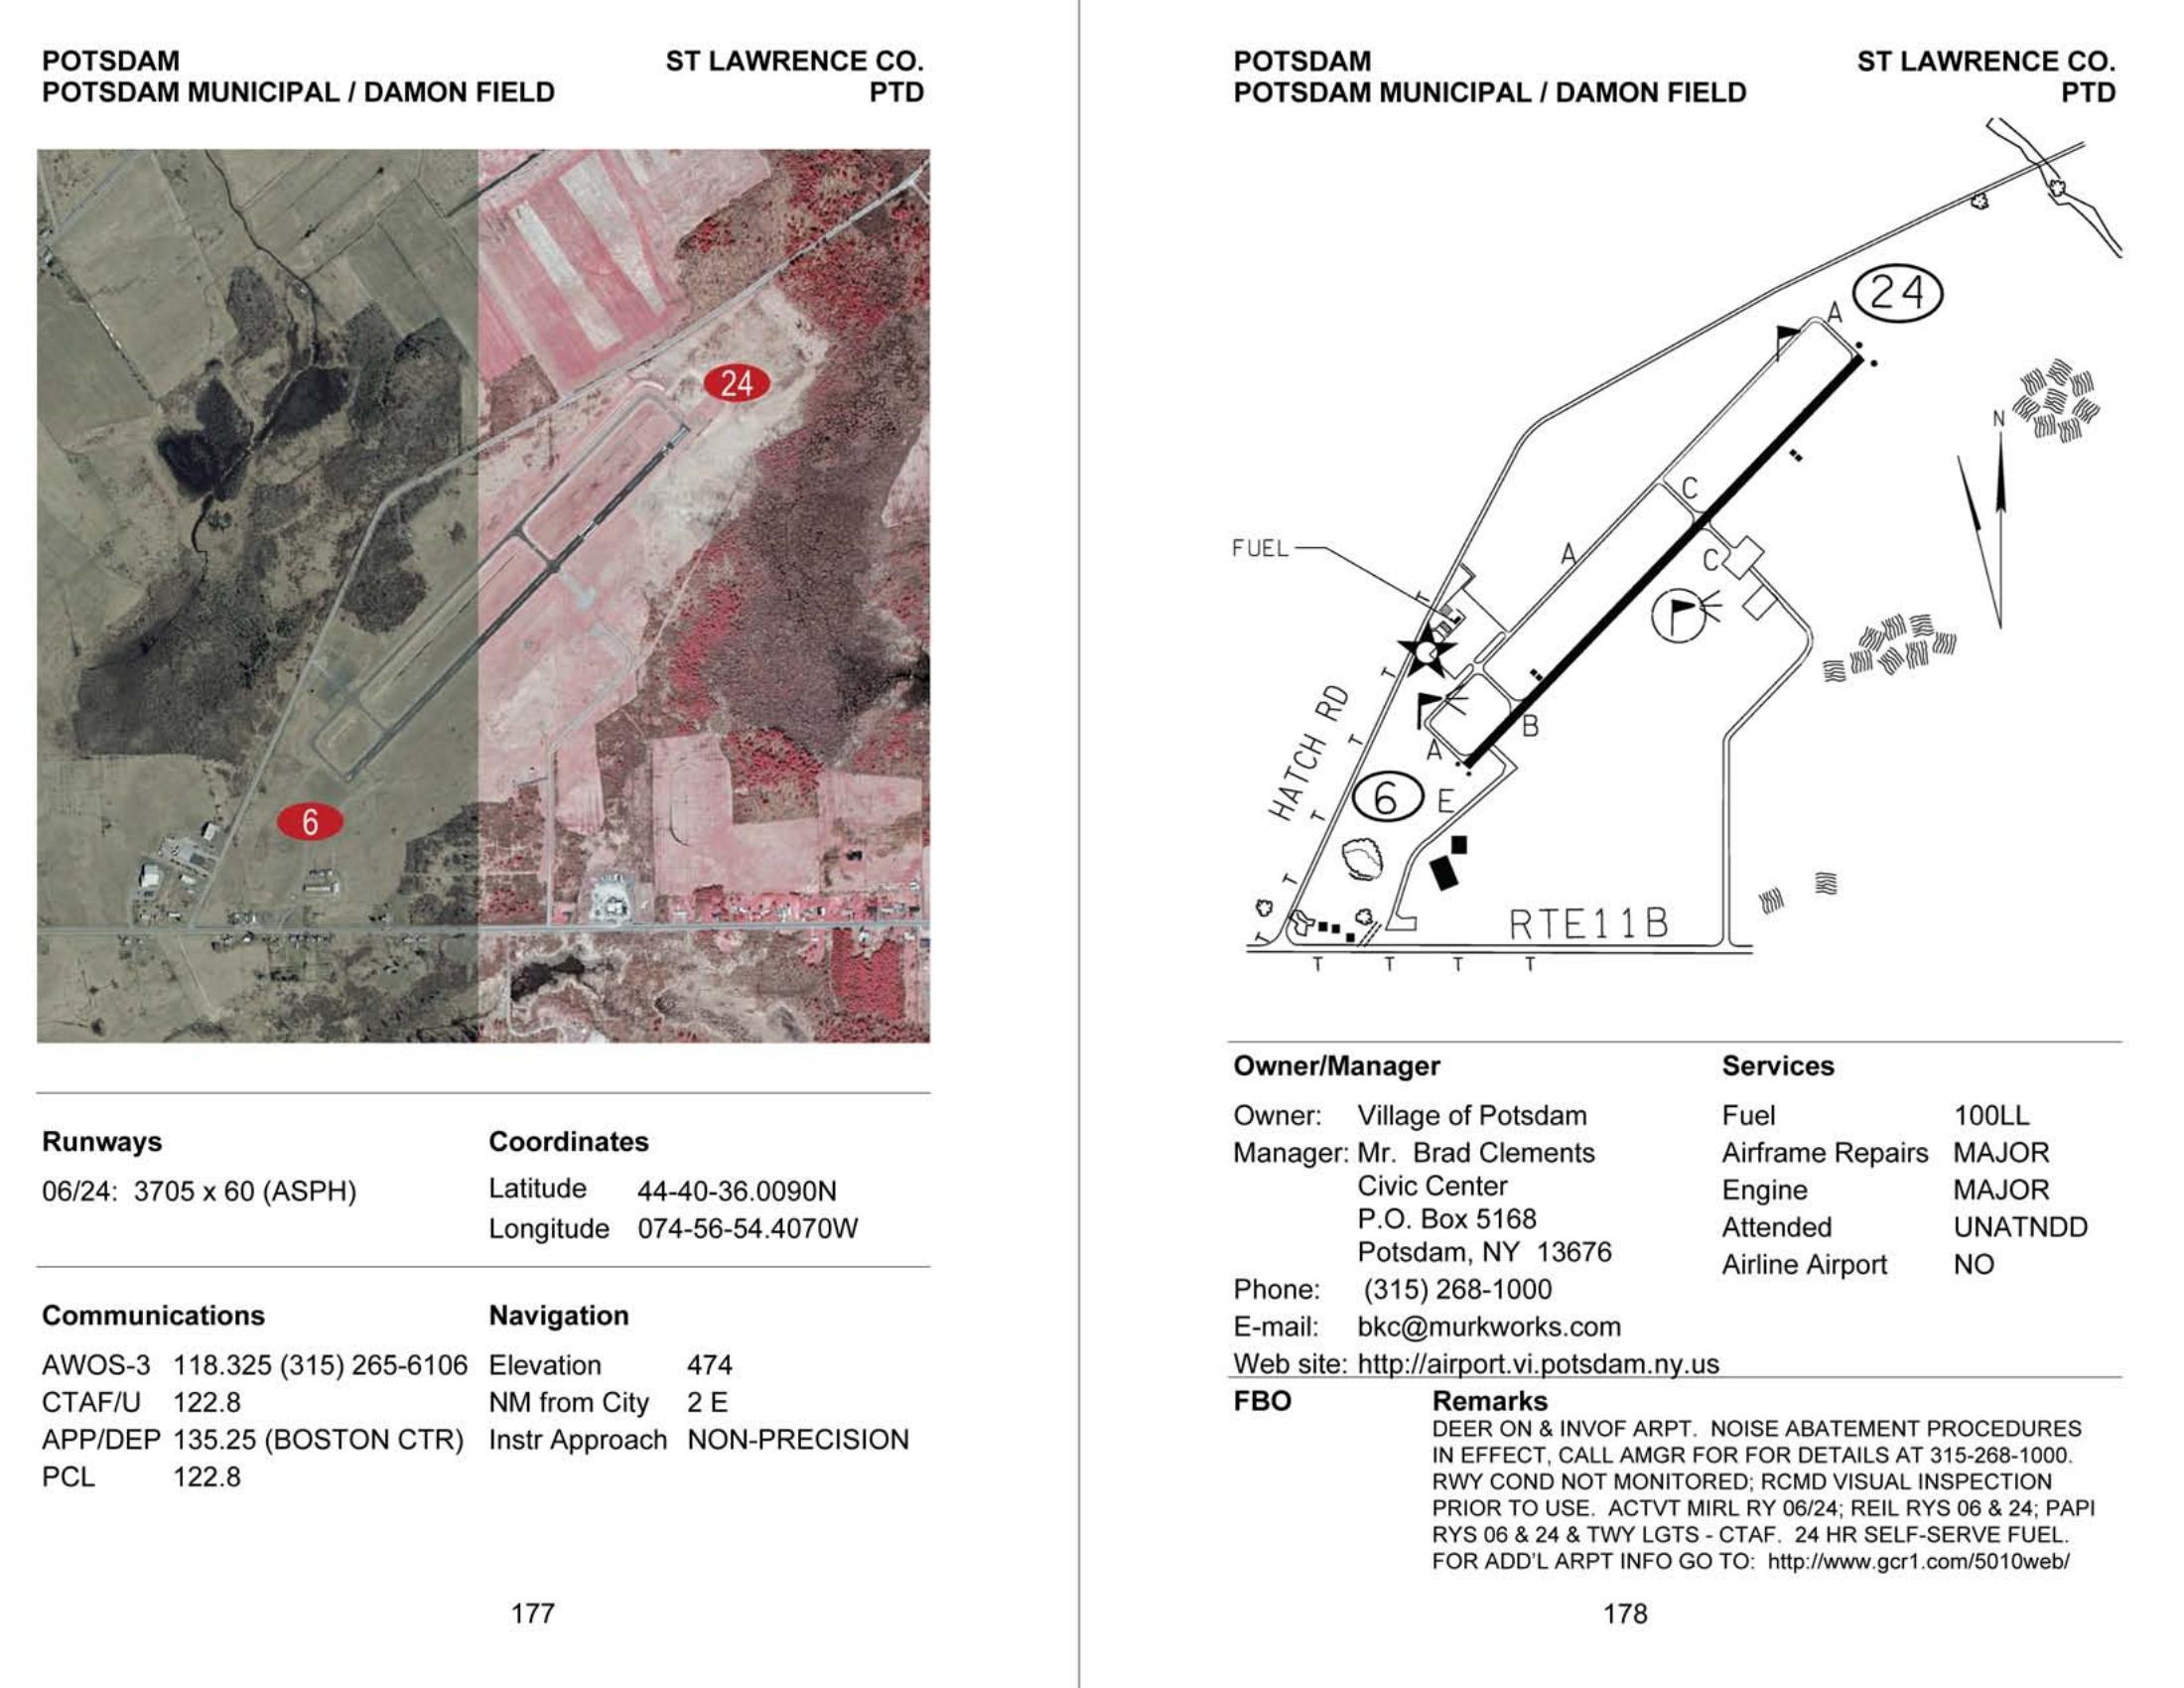 POTSDAM ST LAWRENCE CO.
POTSDAM MUNICIPAL / DAMON FIELD PTD
24
6
Runways
06/24: 3705 x 60 (ASPH)
Coordinates
Latitude 44-40-36.0090N
Longitude 074-56-54.4070W
Communications
AWOS-3 118.325 (315) 265-6106
CTAF/U 122.8
APP/DEP 135.25 (BOSTON CTR)
PCL 122.8
Navigation
Elevation 474
NM from City 2 E
Instr Approach NON-PRECISION
177
POTSDAM ST LAWRENCE CO.
POTSDAM MUNICIPAL / DAMON FIELD PTD
24
A
N
C
A
C
FUEL
T
T
HATCH RD
B
T
A
6
E
T
T
RTE11B
T
T T T T
Owner/Manager
Owner: Village of Potsdam
Manager: Mr. Brad Clements
Civic Center
P.O. Box 5168
Potsdam, NY 13676
Phone: (315) 268-1000
E-mail: bkc@murkworks.com
Web site: http://airport.vi.potsdam.ny.us
Services
Fuel 100LL
Airframe Repairs MAJOR
Engine MAJOR
Attended UNATNDD
Airline Airport NO
FBO
Remarks
DEER ON & INVOF ARPT. NOISE ABATEMENT PROCEDURES
IN EFFECT, CALL AMGR FOR FOR DETAILS AT 315-268-1000.
RWY COND NOT MONITORED; RCMD VISUAL INSPECTION
PRIOR TO USE. ACTVT MIRL RY 06/24; REIL RYS 06 & 24; PAPI
RYS 06 & 24 & TWY LGTS - CTAF. 24 HR SELF-SERVE FUEL.
FOR ADD'L ARPT INFO GO TO: http://www.gcr1.com/5010web/
178